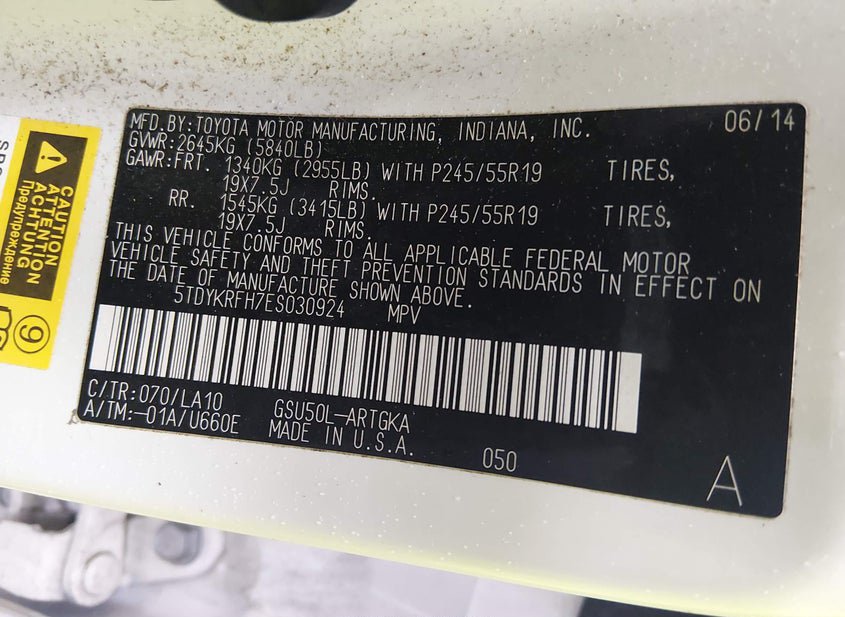 MFD.BY:TOYOTA MOTOR MANUFACTURING, INDIANA, INC. 06/14
GVWR:2645KG (5840LB)
GAWR:FRT. 1340KG (2955LB) WITH P245/55R19 TIRES,
19X7.5J RIMS.
RR. 1545KG (3415LB) WITH P245/55R19 TIRES,
19X7.5J RIMS.
THIS VEHICLE CONFORMS TO ALL APPLICABLE FEDERAL MOTOR
VEHICLE SAFETY AND THEFT PREVENTION STANDARDS IN EFFECT ON
THE DATE OF MANUFACTURE SHOWN ABOVE.
5TDYKRFH7ES030924 MPV
C/TR:070/LA10 GSU50L-ARTGKA
A/TM:-01A/U660E MADE IN U.S.A. 050
A
CAUTION
ATTENTION
ACHTUNG
Предупреждение
9